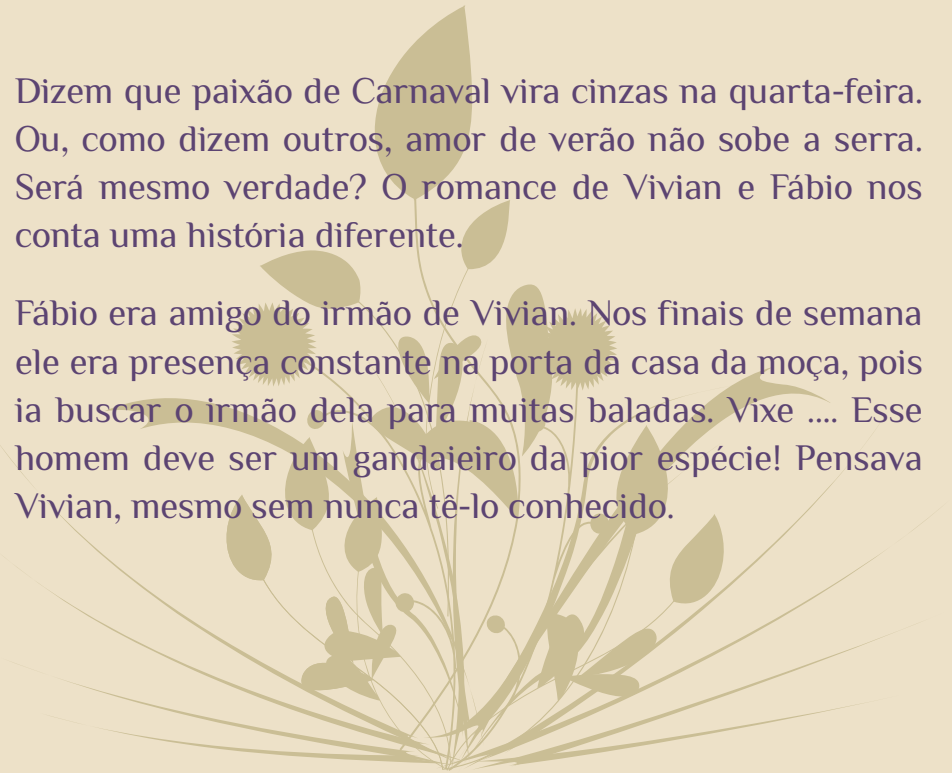 Dizem que paixão de Carnaval vira cinzas na quarta-feira.
Ou, como dizem outros, amor de verão não sobe a serra.
Será mesmo verdade? O romance de Vivian e Fábio nos
conta uma história diferente.
Fábio era amigo do irmão de Vivian. Nos finais de semana
ele era presença constante na porta da casa da moça, pois
ia buscar o irmão dela para muitas baladas. Vixe .... Esse
homem deve ser um gandaieiro da pior espécie! Pensava
Vivian, mesmo sem nunca tê-lo conhecido.